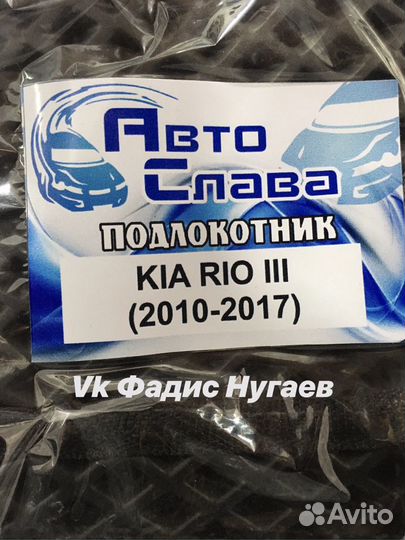 Авто
Слава
ПОДЛОКОТНИК
KIA RIO III
(2010-2017)
Vk Фадис Нугаев
Avito